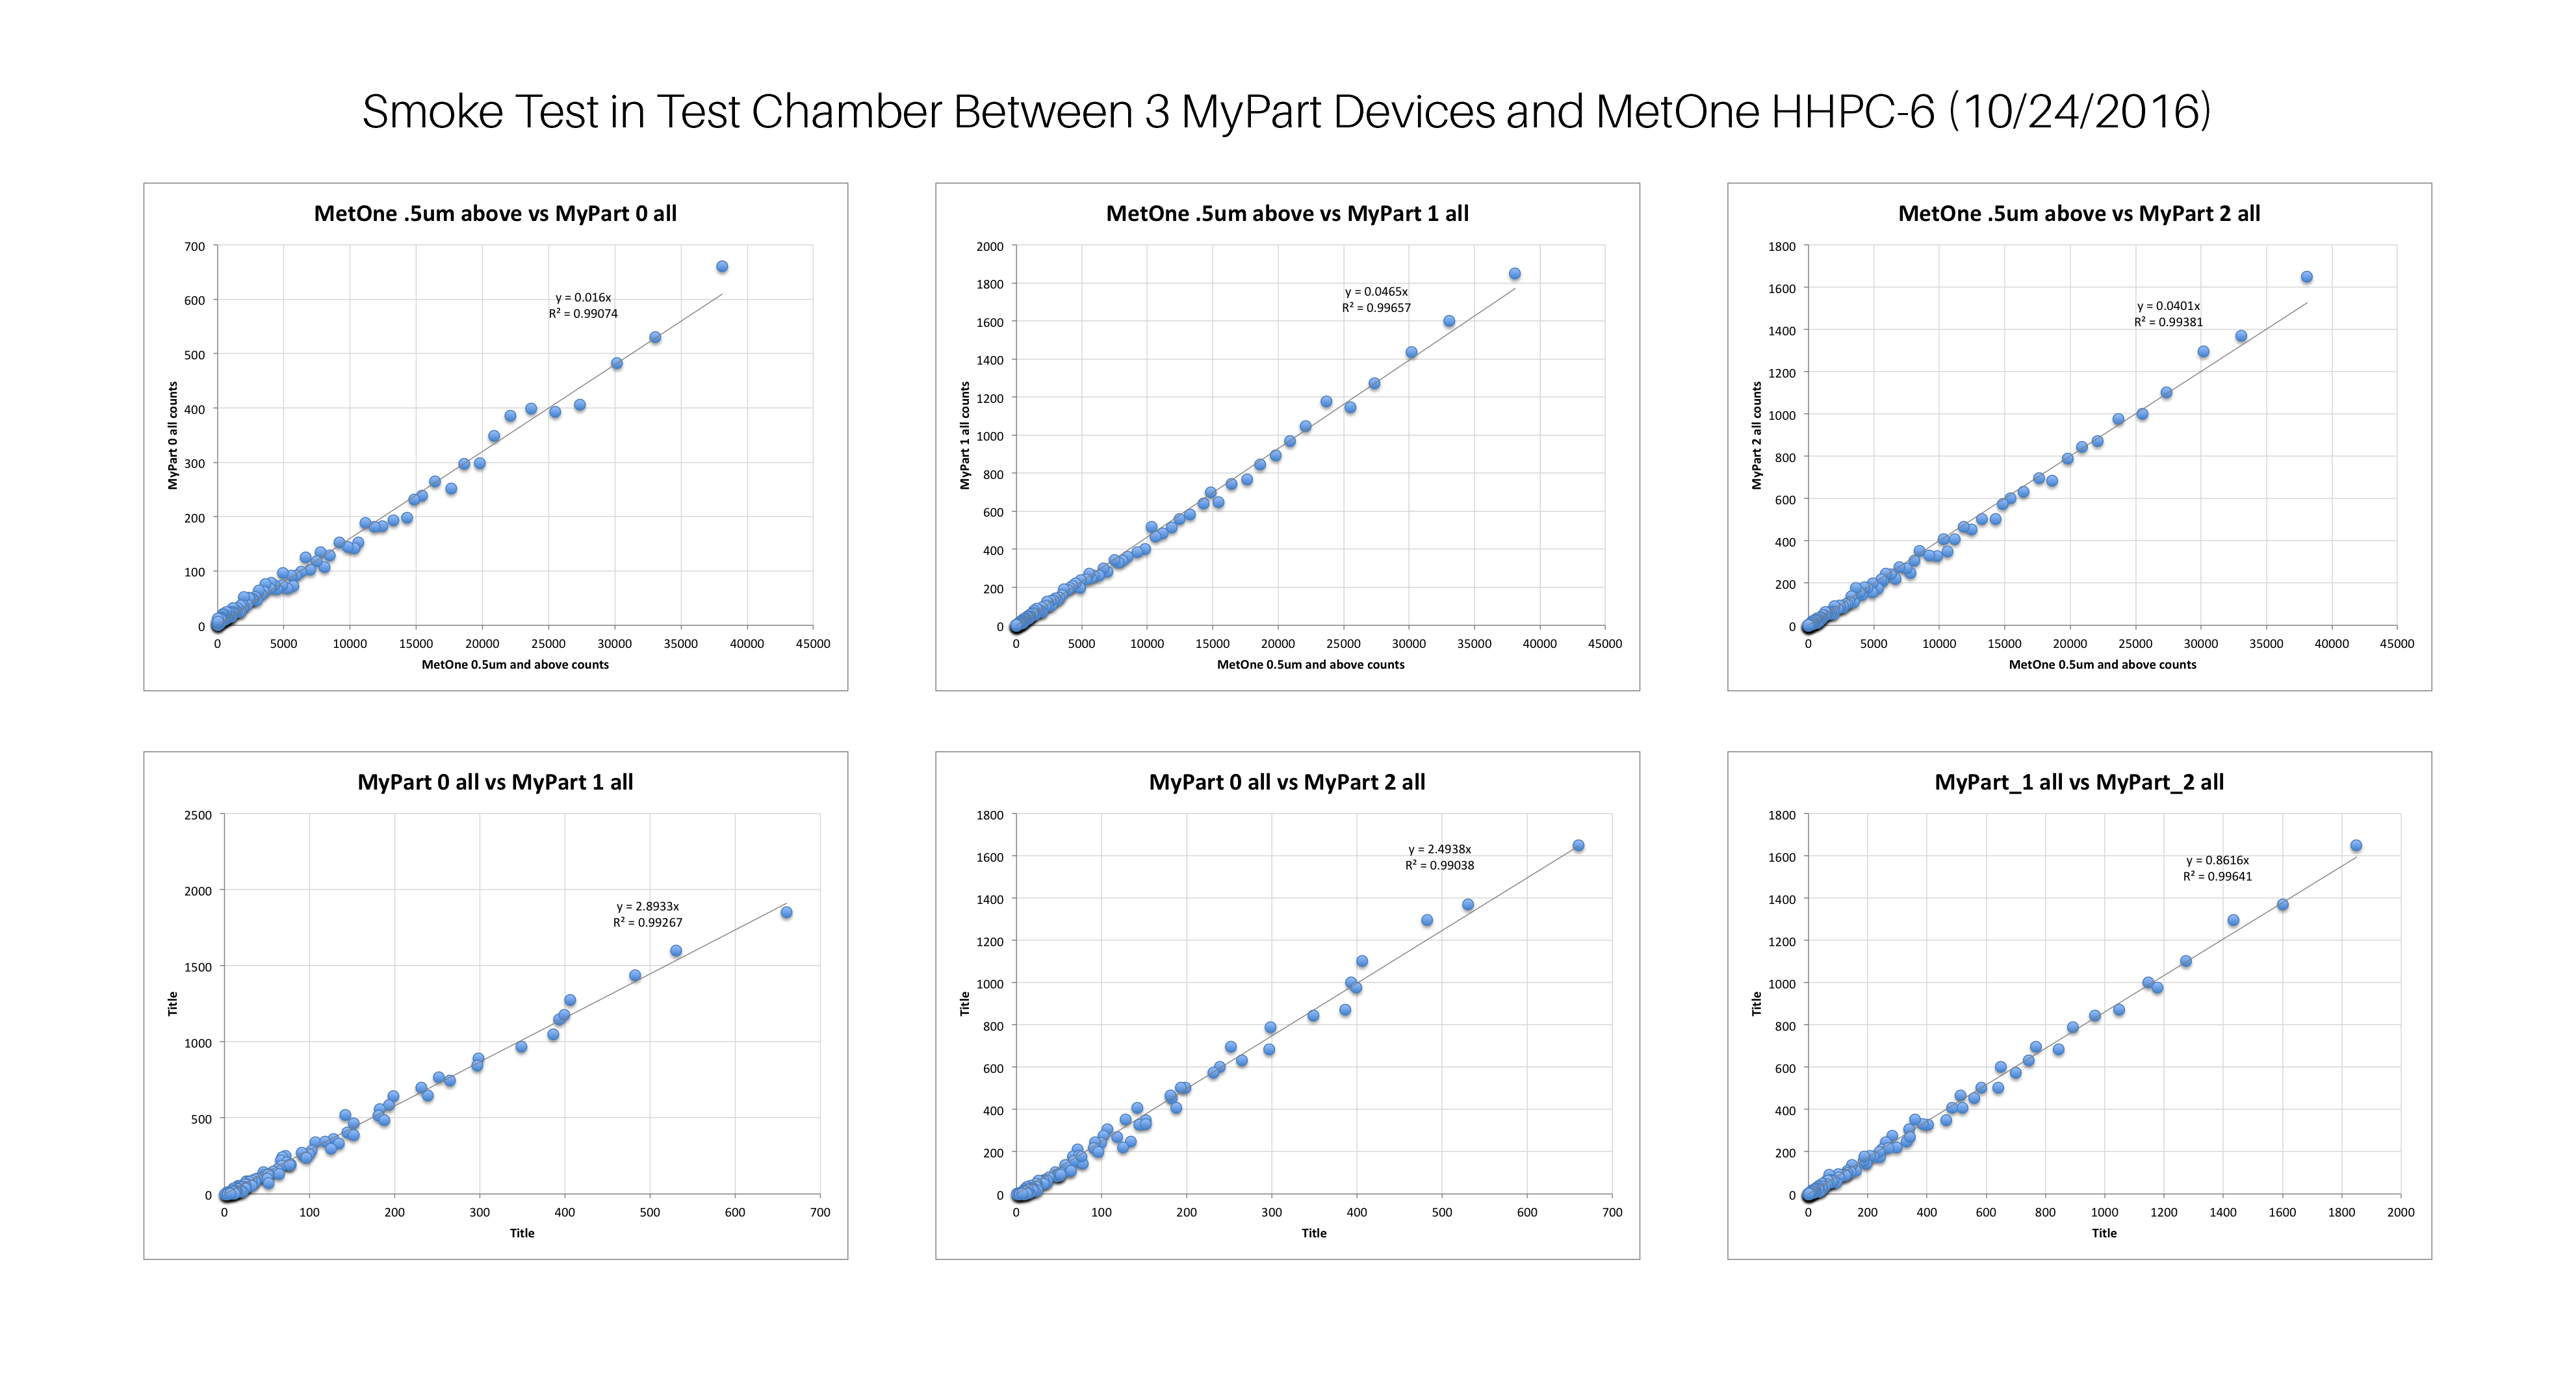 Smoke Test in Test Chamber Between 3 MyPart Devices and MetOne HHPC-6 (10/24/2016)
MetOne .5um above vs MyPart 0 all
700
600
500
400
300
200
100
0
MyPart 0 all counts
y = 0.016x
R² = 0.99074
0 5000 10000 15000 20000 25000 30000 35000 40000 45000
MetOne 0.5um and above counts
MetOne .5um above vs MyPart 1 all
2000
1800
1600
1400
1200
1000
800
600
400
200
0
MyPart 1 all counts
y = 0.0465x
R² = 0.99657
0 5000 10000 15000 20000 25000 30000 35000 40000 45000
MetOne 0.5um and above counts
MetOne .5um above vs MyPart 2 all
1800
1600
1400
1200
1000
800
600
400
200
0
MyPart 2 all counts
y = 0.0401x
R² = 0.99381
0 5000 10000 15000 20000 25000 30000 35000 40000 45000
MetOne 0.5um and above counts
MyPart 0 all vs MyPart 1 all
2500
2000
1500
1000
500
0
Title
y = 2.8933x
R² = 0.99267
0 100 200 300 400 500 600 700
Title
MyPart 0 all vs MyPart 2 all
1800
1600
1400
1200
1000
800
600
400
200
0
Title
y = 2.4938x
R² = 0.99038
0 100 200 300 400 500 600 700
Title
MyPart_1 all vs MyPart_2 all
1800
1600
1400
1200
1000
800
600
400
200
0
Title
y = 0.8616x
R² = 0.99641
0 200 400 600 800 1000 1200 1400 1600 1800 2000
Title